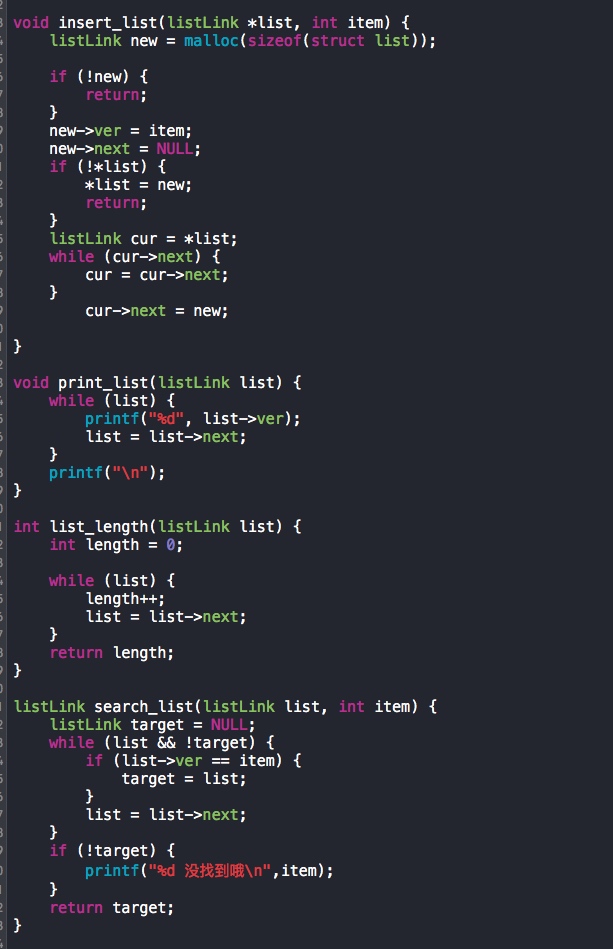 void insert_list(listLink *list, int item) {
    listLink new = malloc(sizeof(struct list));
    if (!new) {
        return;
    }
    new->ver = item;
    new->next = NULL;
    if (!*list) {
        *list = new;
        return;
    }
    listLink cur = *list;
    while (cur->next) {
        cur = cur->next;
    }
        cur->next = new;
}
void print_list(listLink list) {
    while (list) {
        printf("%d", list->ver);
        list = list->next;
    }
    printf("\n");
}
int list_length(listLink list) {
    int length = 0;
    while (list) {
        length++;
        list = list->next;
    }
    return length;
}
listLink search_list(listLink list, int item) {
    listLink target = NULL;
    while (list && !target) {
        if (list->ver == item) {
            target = list;
        }
        list = list->next;
    }
    if (!target) {
        printf("%d 没找到哦\n",item);
    }
    return target;
}